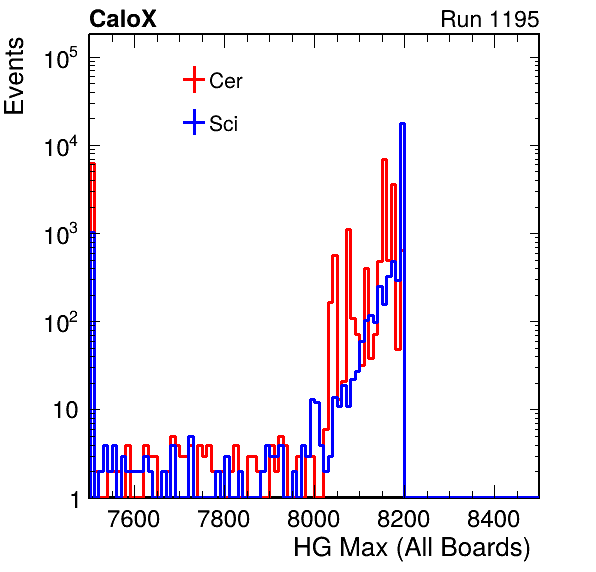 CaloX Run 1195
Events
10^5
10^4
10^3
10^2
10
1
Cer
Sci
7600 7800 8000 8200 8400
HG Max (All Boards)